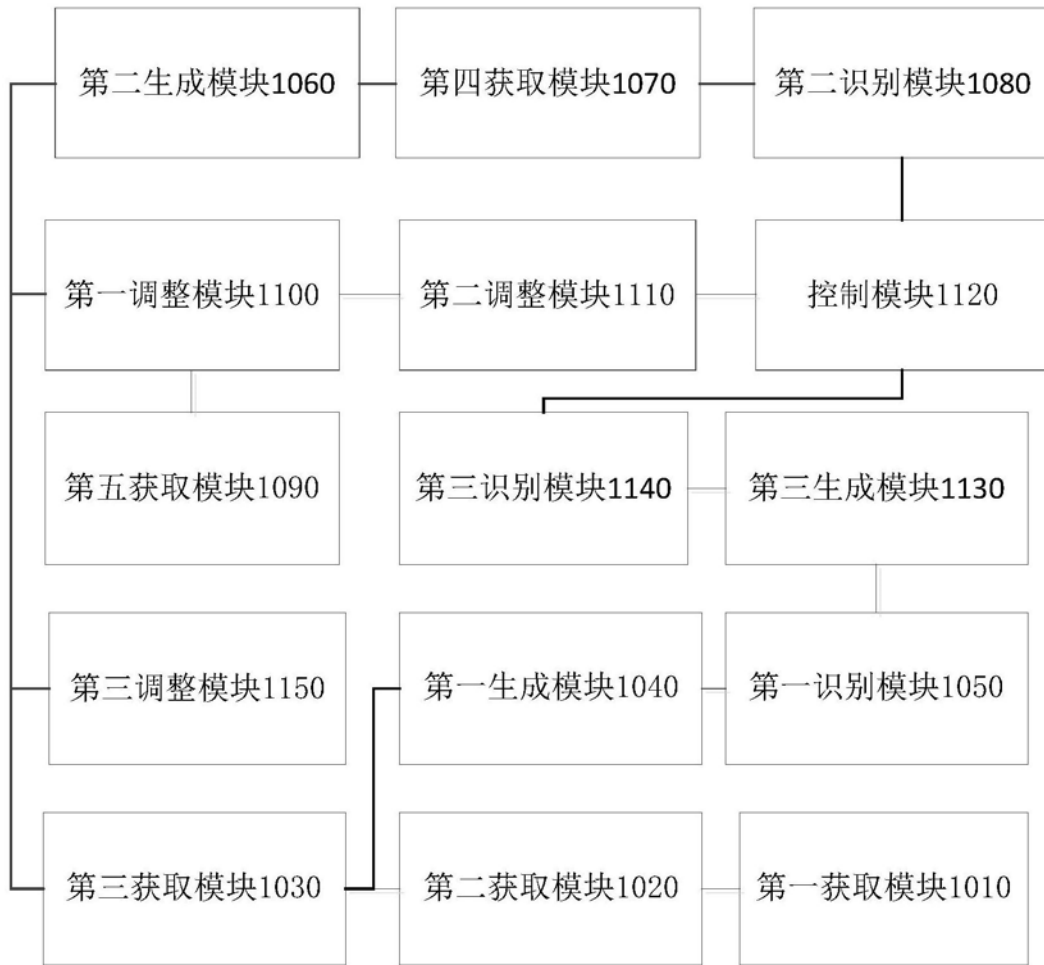 第二生成模块1060
第四获取模块1070
第二识别模块1080
第一调整模块1100
第二调整模块1110
控制模块1120
第五获取模块1090
第三识别模块1140
第三生成模块1130
第三调整模块1150
第一生成模块1040
第一识别模块1050
第三获取模块1030
第二获取模块1020
第一获取模块1010